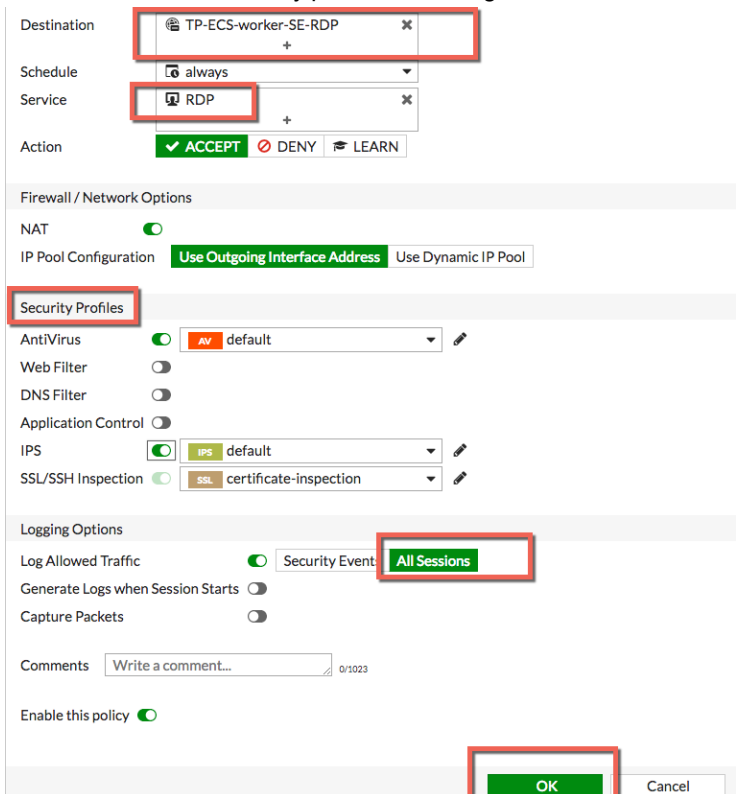 Destination TP-ECS-worker-SE-RDP
+
Schedule always
Service RDP
+
Action ACCEPT DENY LEARN
Firewall / Network Options
NAT
IP Pool Configuration Use Outgoing Interface Address Use Dynamic IP Pool
Security Profiles
AntiVirus AV default
Web Filter
DNS Filter
Application Control
IPS IPS default
SSL/SSH Inspection SSL certificate-inspection
Logging Options
Log Allowed Traffic Security Event All Sessions
Generate Logs when Session Starts
Capture Packets
Comments Write a comment... 0/1023
Enable this policy
OK Cancel